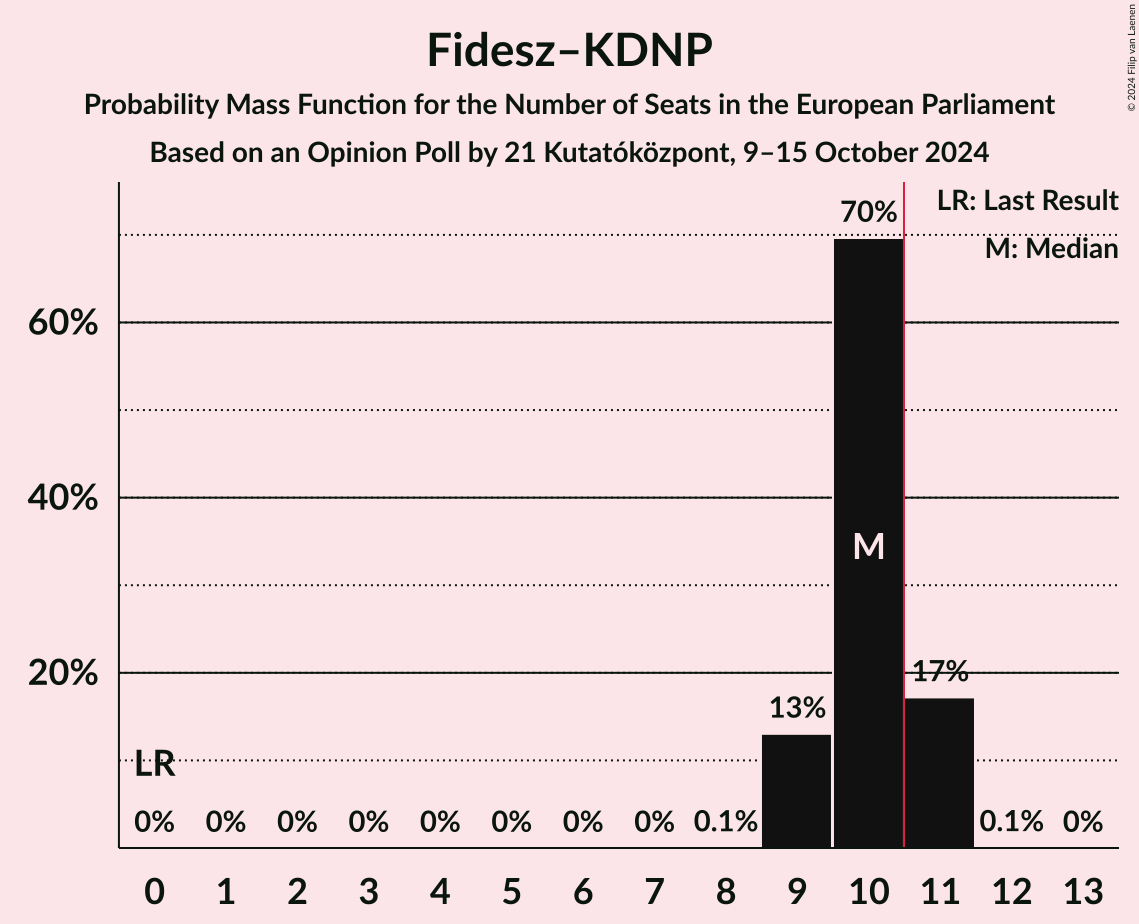 Fidesz–KDNP
Probability Mass Function for the Number of Seats in the European Parliament
Based on an Opinion Poll by 21 Kutatóközpont, 9–15 October 2024
© 2024 Filip van Laenen
LR: Last Result
M: Median
70%
60%
40%
M
20%
17%
13%
LR
0% 0% 0% 0% 0% 0% 0% 0% 0.1% 0.1% 0%
0 1 2 3 4 5 6 7 8 9 10 11 12 13